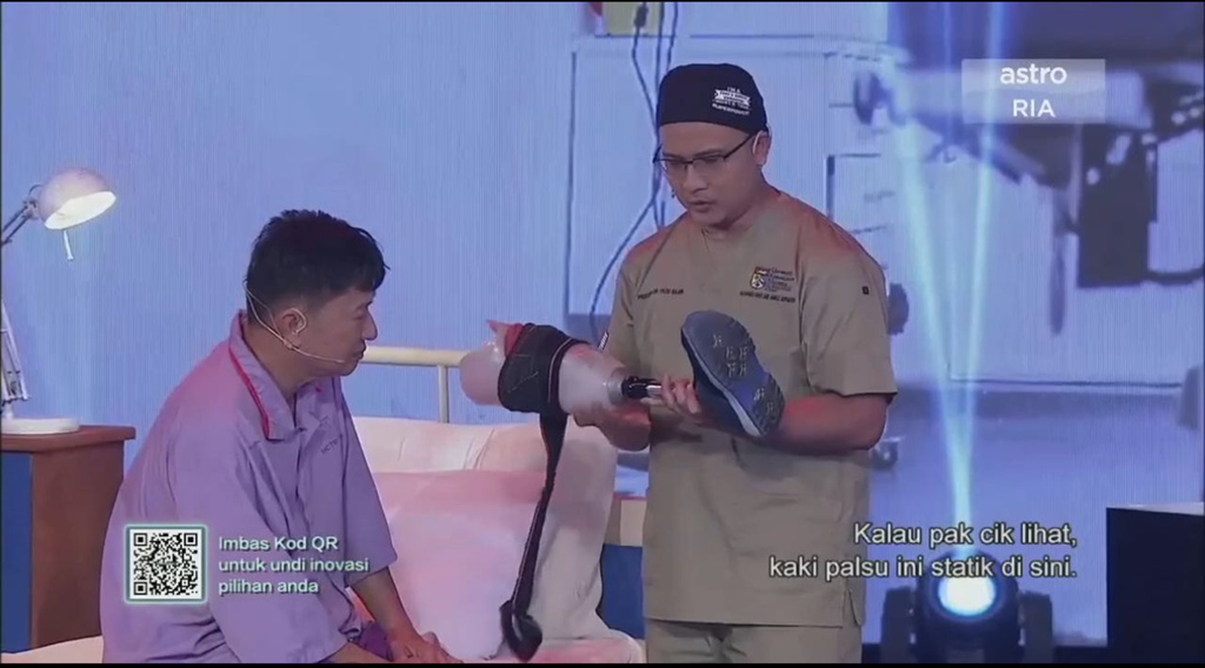 astro
RIA
Kalau pak cik lihat,
kaki palsu ini statik di sini.
Imbas Kod QR
untuk undi inovasi
pilihan anda